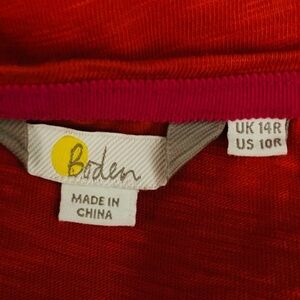 Boden
MADE IN
CHINA
UK 14R
US 10R